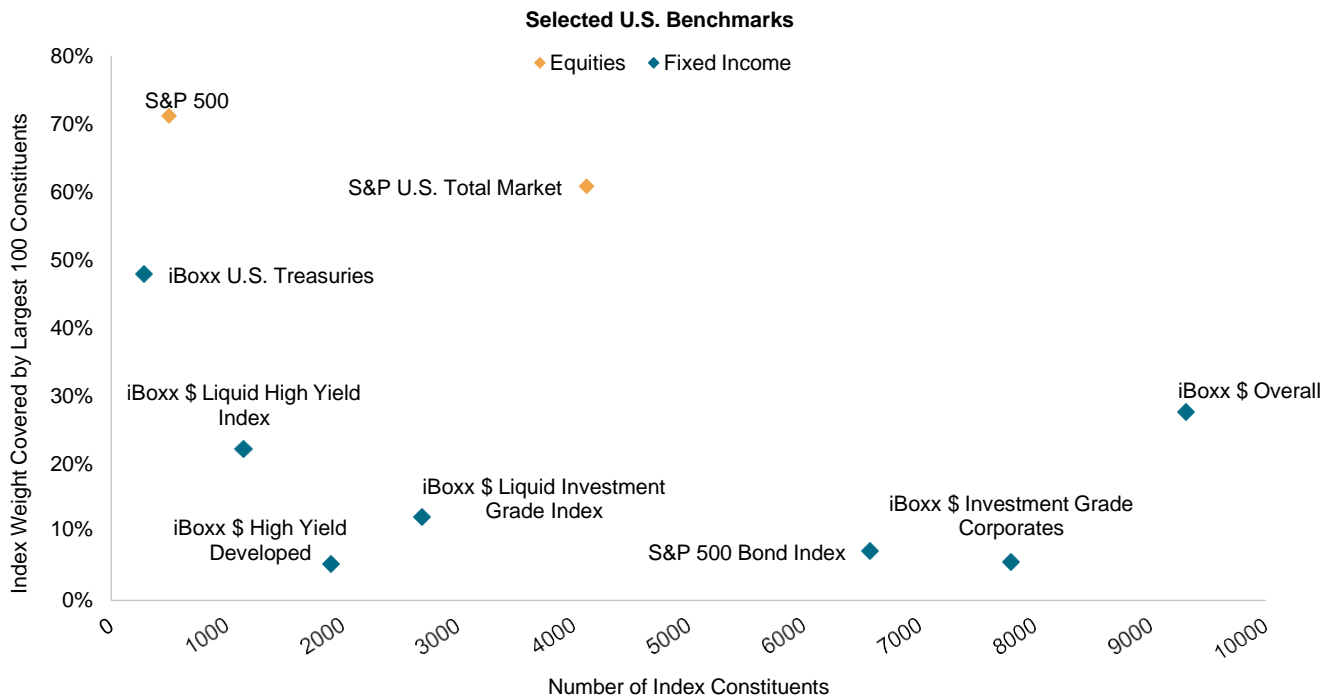 Selected U.S. Benchmarks
Equities Fixed Income
Index Weight Covered by Largest 100 Constituents
80%
70%
60%
50%
40%
30%
20%
10%
0%
S&P 500
S&P U.S. Total Market
iBoxx U.S. Treasuries
iBoxx $ Liquid High Yield
Index
iBoxx $ Overall
iBoxx $ Liquid Investment
Grade Index
iBoxx $ High Yield
Developed
S&P 500 Bond Index
iBoxx $ Investment Grade
Corporates
0
1000
2000
3000
4000
5000
6000
7000
8000
9000
10000
Number of Index Constituents